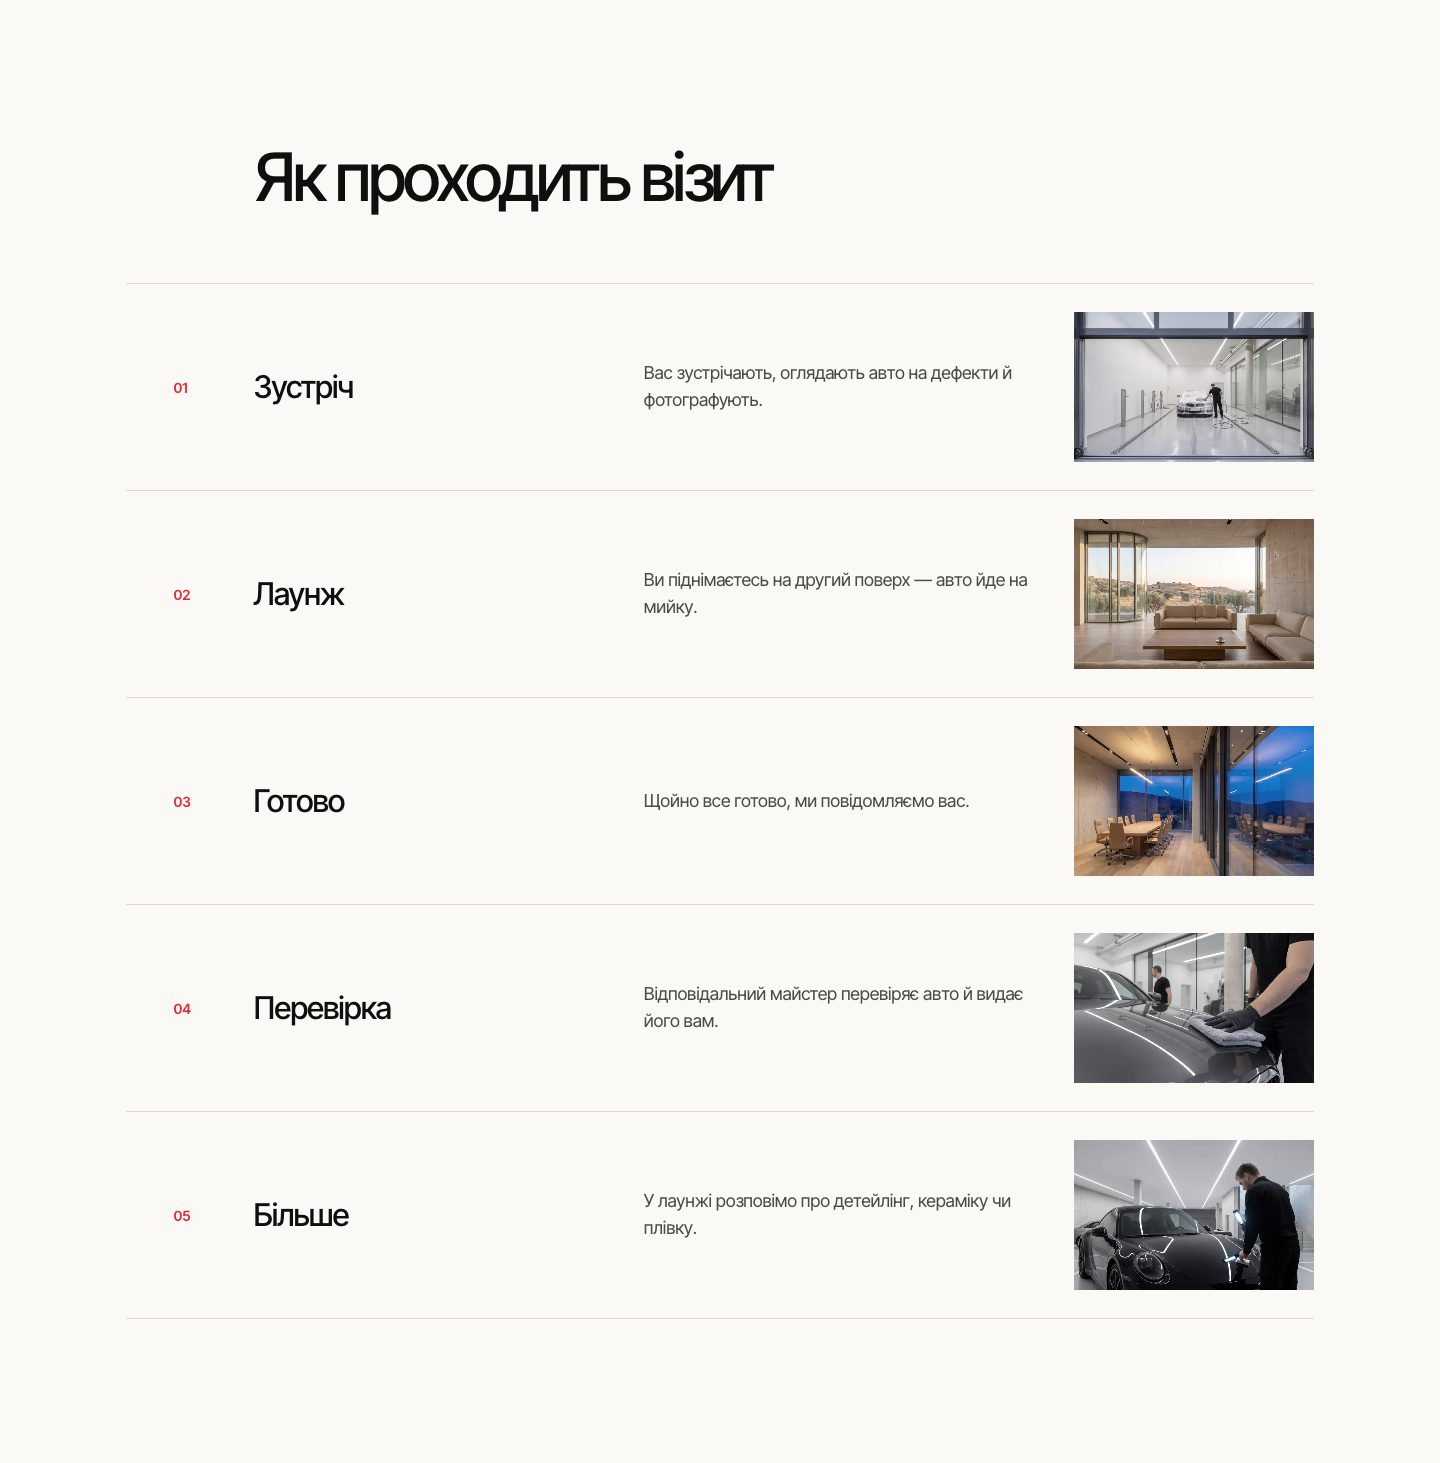 Як проходить візит
01
Зустріч
Вас зустрічають, оглядають авто на дефекти й
фотографують.
02
Лаунж
Ви піднімаєтесь на другий поверх — авто йде на
мийку.
03
Готово
Щойно все готово, ми повідомляємо вас.
04
Перевірка
Відповідальний майстер перевіряє авто й видає
його вам.
05
Більше
У лаунжі розповімо про детейлінг, кераміку чи
плівку.